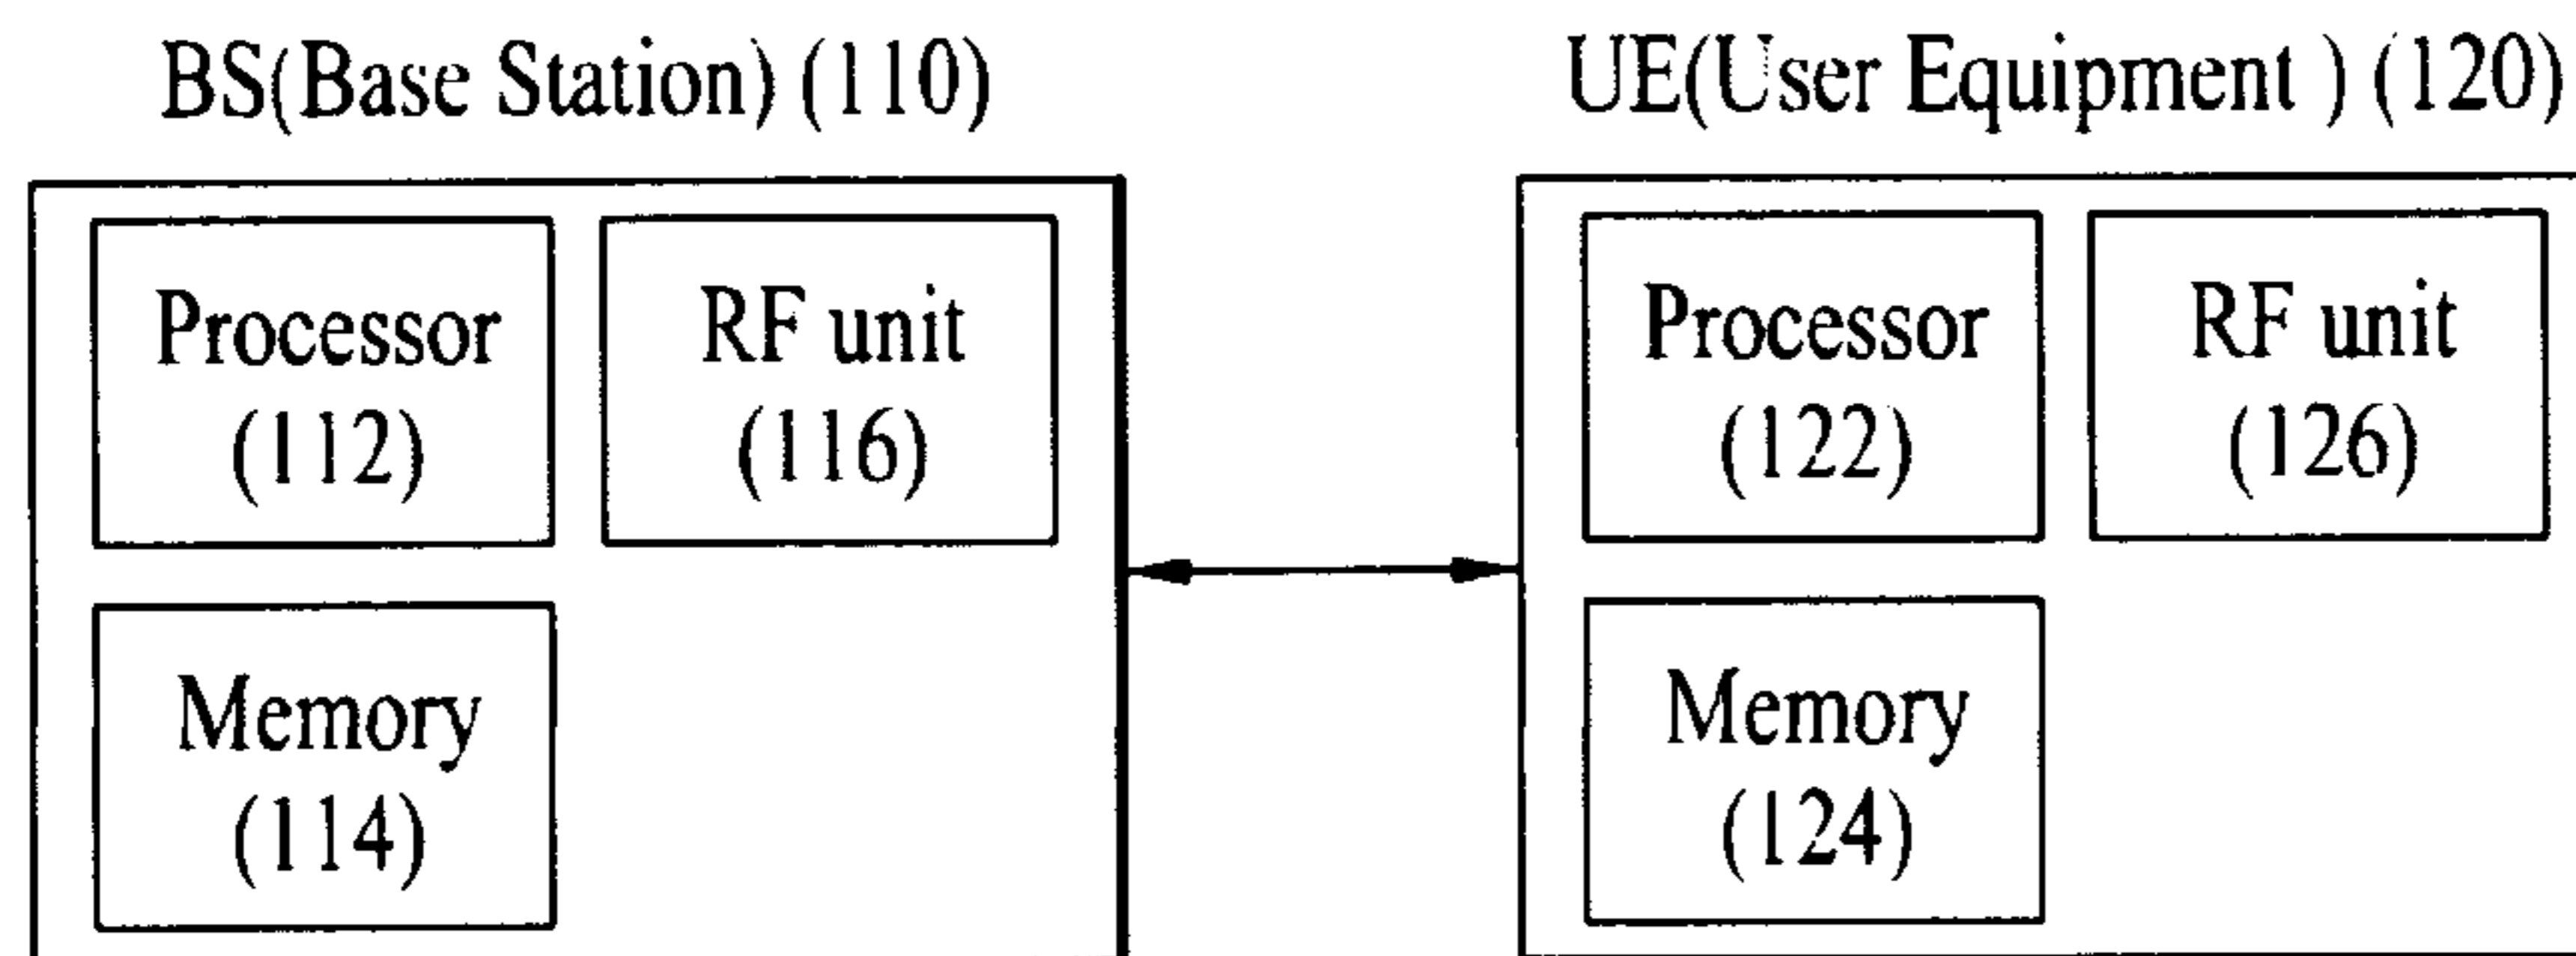 BS(Base Station) (110)
UE(User Equipment ) (120)
Processor
(112)
RF unit
(116)
Memory
(114)
Processor
(122)
RF unit
(126)
Memory
(124)